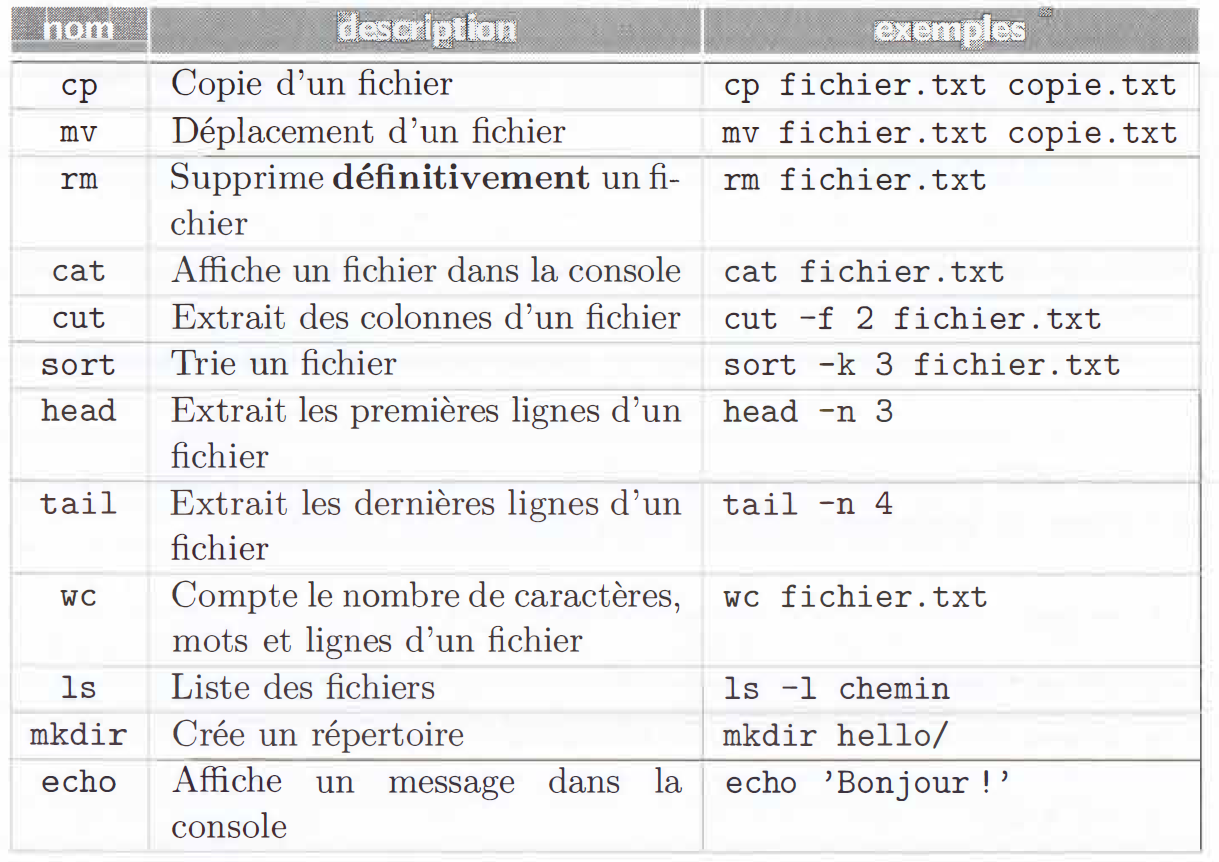 nom description exemples
cp Copie d'un fichier cp fichier.txt copie.txt
mv Déplacement d'un fichier mv fichier.txt copie.txt
rm Supprime définitivement un fi- rm fichier.txt
chier
cat Affiche un fichier dans la console cat fichier.txt
cut Extrait des colonnes d'un fichier cut -f 2 fichier.txt
sort Trie un fichier sort -k 3 fichier.txt
head Extrait les premières lignes d'un head -n 3
fichier
tail Extrait les dernières lignes d'un tail -n 4
fichier
wc Compte le nombre de caractères, wc fichier.txt
mots et lignes d'un fichier
ls Liste des fichiers ls -l chemin
mkdir Crée un répertoire mkdir hello/
echo Affiche un message dans la echo 'Bonjour !'
console